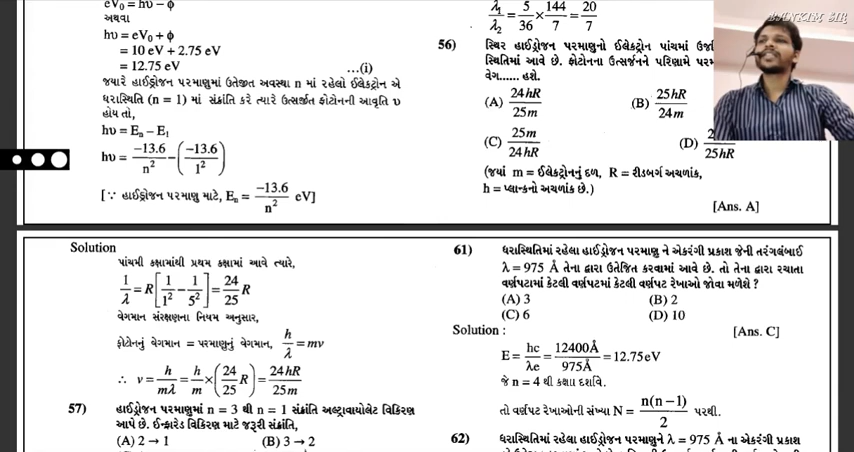 eV₀ = hυ − ϕ
અથવા
hυ = eV₀ + ϕ
= 10 eV + 2.75 eV
= 12.75 eV ...(i)
જયારે હાઈડ્રોજન પરમાણુમાં ઉતેજીત અવસ્થા n માં રહેલો ઈલેકટ્રોન એ
ધરાસ્થિતિ (n = 1) માં સંક્રાંતિ કરે ત્યારે ઉત્સર્જીત ફોટોનની આવૃતિ υ
હોય તો,
hυ = Eₙ − E₁
hυ = −13.6/n² − (−13.6/1²)
[∵ હાઈડ્રોજન પરમાણુ માટે, Eₙ = −13.6/n² eV]
λ₁/λ₂ = 5/36 × 144/7 = 20/7
56) સ્થિર હાઈડ્રોજન પરમાણુનો ઈલેકટ્રોન પાંચમાં
સ્થિતિમાં આવે છે. ફોટોનના ઉત્સર્જનને પરિણામે
વેગ...... હશે.
(A) 24hR/25m (B) 25hR/24m
(C) 25m/24hR (D) /25hR
(જયાં m = ઈલેકટ્રોનનું દળ, R = રીડબર્ગ અચળાંક,
h = પ્લાન્કનો અચળાંક છે.)
[Ans. A]
BANKIM SIR
Solution
પાંચમી કક્ષામાંથી પ્રથમ કક્ષામાં આવે ત્યારે,
1/λ = R[1/1² − 1/5²] = 24/25 R
વેગમાન સંરક્ષણના નિયમ અનુસાર,
ફોટોનનું વેગમાન = પરમાણુનું વેગમાન, h/λ = mv
∴ v = h/mλ = h/m × (24/25 R) = 24hR/25m
57) હાઈડ્રોજન પરમાણુમાં n = 3 થી n = 1 સંક્રાંતિ અલ્ટ્રાવાયોલેટ વિકિરણ
આપે છે. ઈન્ફ્રારેડ વિકિરણ માટે જરૂરી સંક્રાંતિ,
(A) 2 → 1 (B) 3 → 2
61) ધરાસ્થિતિમાં રહેલા હાઈડ્રોજન પરમાણુ ને એકરંગી પ્રકાશ જેની તરંગલંબાઈ
λ = 975 Å તેના દ્વારા ઉતેજિત કરવામાં આવે છે. તો તેના દ્વારા રચાતા
વર્ણપટામાં કેટલી વર્ણપટમાં કેટલી વર્ણપટ રેખાઓ જોવા મળેશે ?
(A) 3 (B) 2
(C) 6 (D) 10
Solution : [Ans. C]
E = hc/λe = 12400Å/975Å = 12.75 eV
જે n = 4 થી કક્ષાા દર્શાવે.
તો વર્ણપટ રેખાઓની સંખ્યા N = n(n−1)/2 પરથી.
62) ધરાસ્થિતિમાં રહેલા હાઈડ્રોજન પરમાણુને λ = 975 Å ના એકરંગી પ્રકાશ